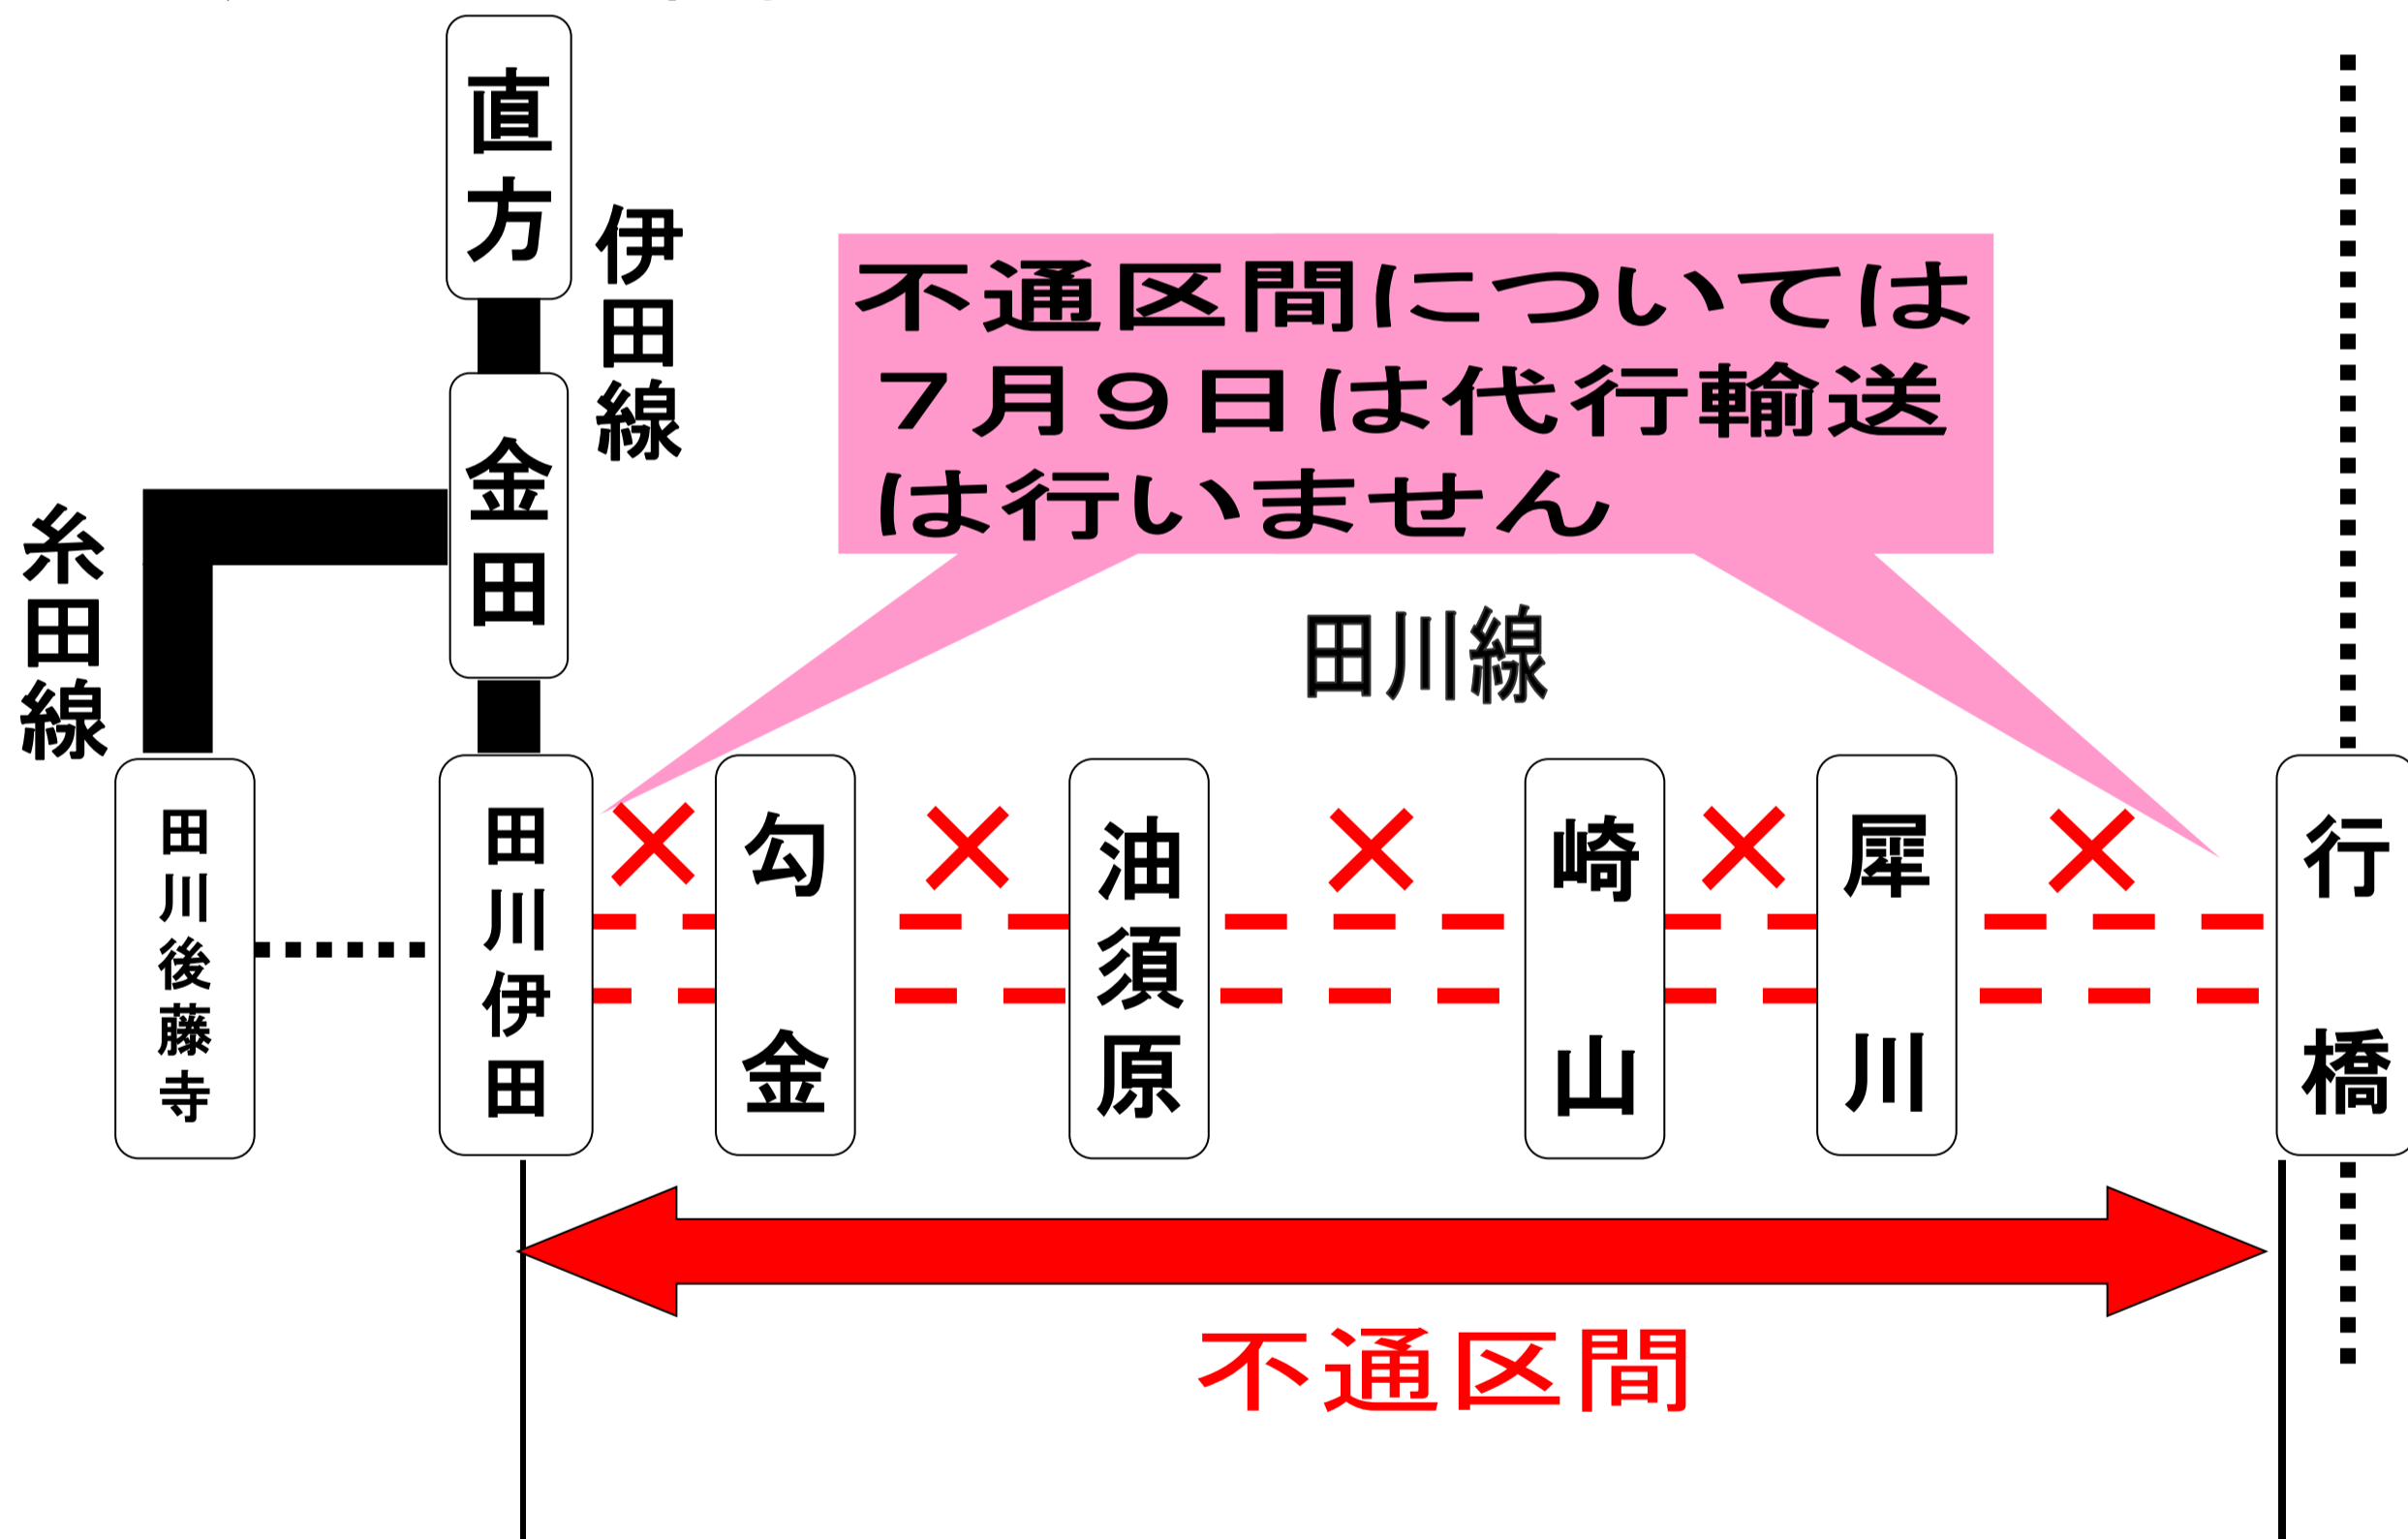 直方
伊田線
金田
糸田線
不通区間については
7月9日は代行輸送
は行いません
田川線
田川後藤寺
田川伊田
勾金
油須原
崎山
犀川
行橋
不通区間